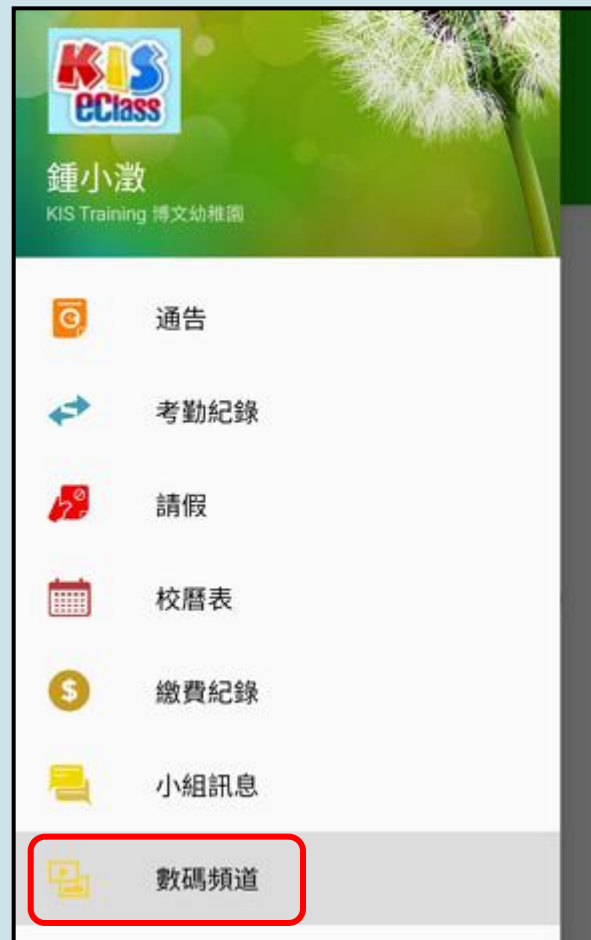 KIS
eClass
鍾小澂
KIS Training 博文幼稚園
通告
考勤紀錄
請假
校曆表
$
繳費紀錄
小組訊息
數碼頻道